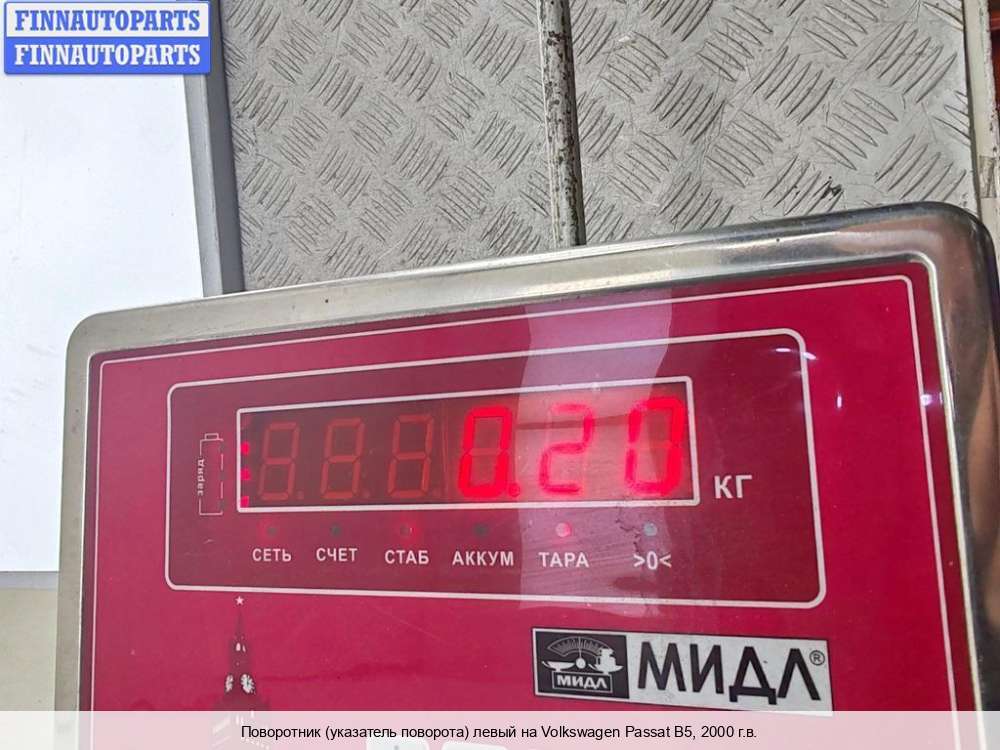 FINNAUTOPARTS
FINNAUTOPARTS
заряд
0.20 КГ
СЕТЬ СЧЕТ СТАБ АККУМ ТАРА >0<
МИДЛ
МИДЛ®
Поворотник (указатель поворота) левый на Volkswagen Passat B5, 2000 г.в.